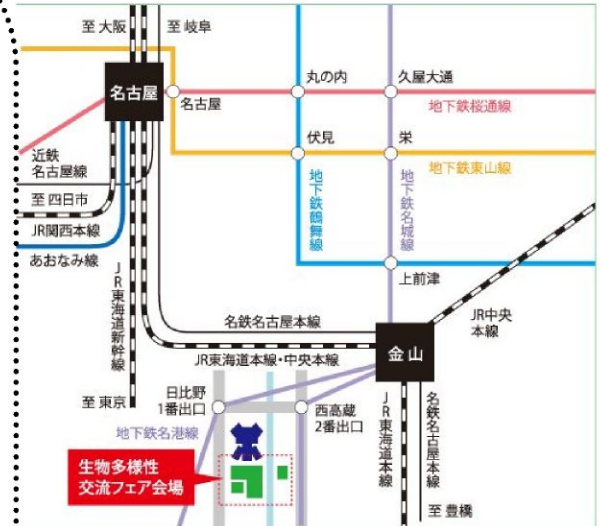 至 大阪
至 岐阜
名古屋
名古屋
丸の内
久屋大通
地下鉄桜通線
伏見
栄
地下鉄東山線
近鉄
名古屋線
至 四日市
JR関西本線
あおなみ線
地下鉄鶴舞線
地下鉄名城線
上前津
JR東海道新幹線
名鉄名古屋本線
JR中央
本線
金山
JR東海道本線・中央本線
至 東京
日比野
1番出口
西高蔵
2番出口
地下鉄名港線
JR東海道本線
名鉄名古屋本線
生物多様性
交流フェア会場
至 豊橋